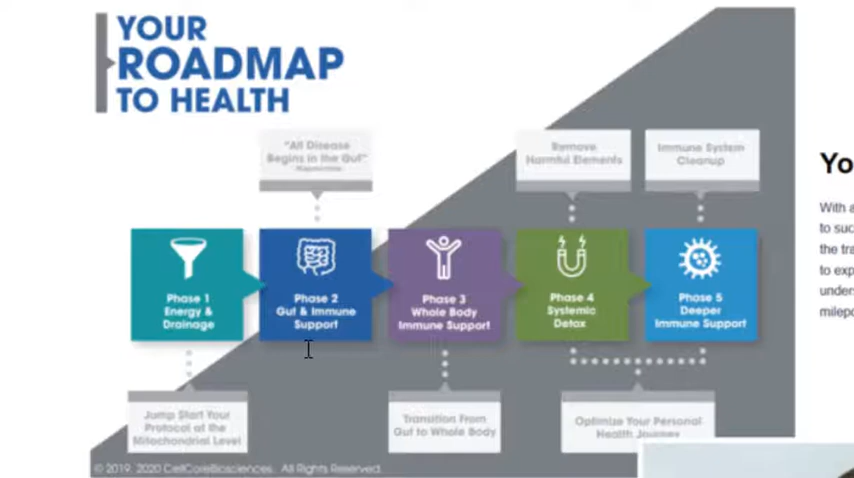 YOUR
ROADMAP
TO HEALTH
"All Disease
Begins in the Gut"
Remove
Harmful Elements
Immune System
Cleanup
Phase 1
Energy &
Drainage
Phase 2
Gut & Immune
Support
Phase 3
Whole Body
Immune Support
Phase 4
Systemic
Detox
Phase 5
Deeper
Immune Support
Jump Start Your
Protocol at the
Mitochondrial Level
Transition From
Gut to Whole Body
Optimize Your Personal
Health Journey
© 2019, 2020 CellCoreBiosciences. All Rights Reserved.
Yo
With a
to suc
the tra
to exp
unders
milepo